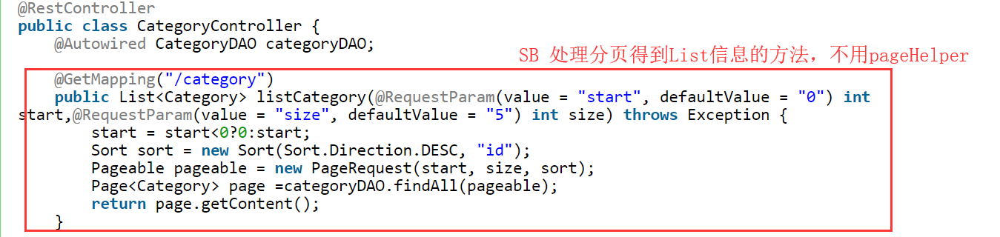 @RestController
public class CategoryController {
    @Autowired CategoryDAO categoryDAO;
SB 处理分页得到List信息的方法，不用pageHelper
    @GetMapping("/category")
    public List<Category> listCategory(@RequestParam(value = "start", defaultValue = "0") int
start,@RequestParam(value = "size", defaultValue = "5") int size) throws Exception {
        start = start<0?0:start;
        Sort sort = new Sort(Sort.Direction.DESC, "id");
        Pageable pageable = new PageRequest(start, size, sort);
        Page<Category> page =categoryDAO.findAll(pageable);
        return page.getContent();
    }